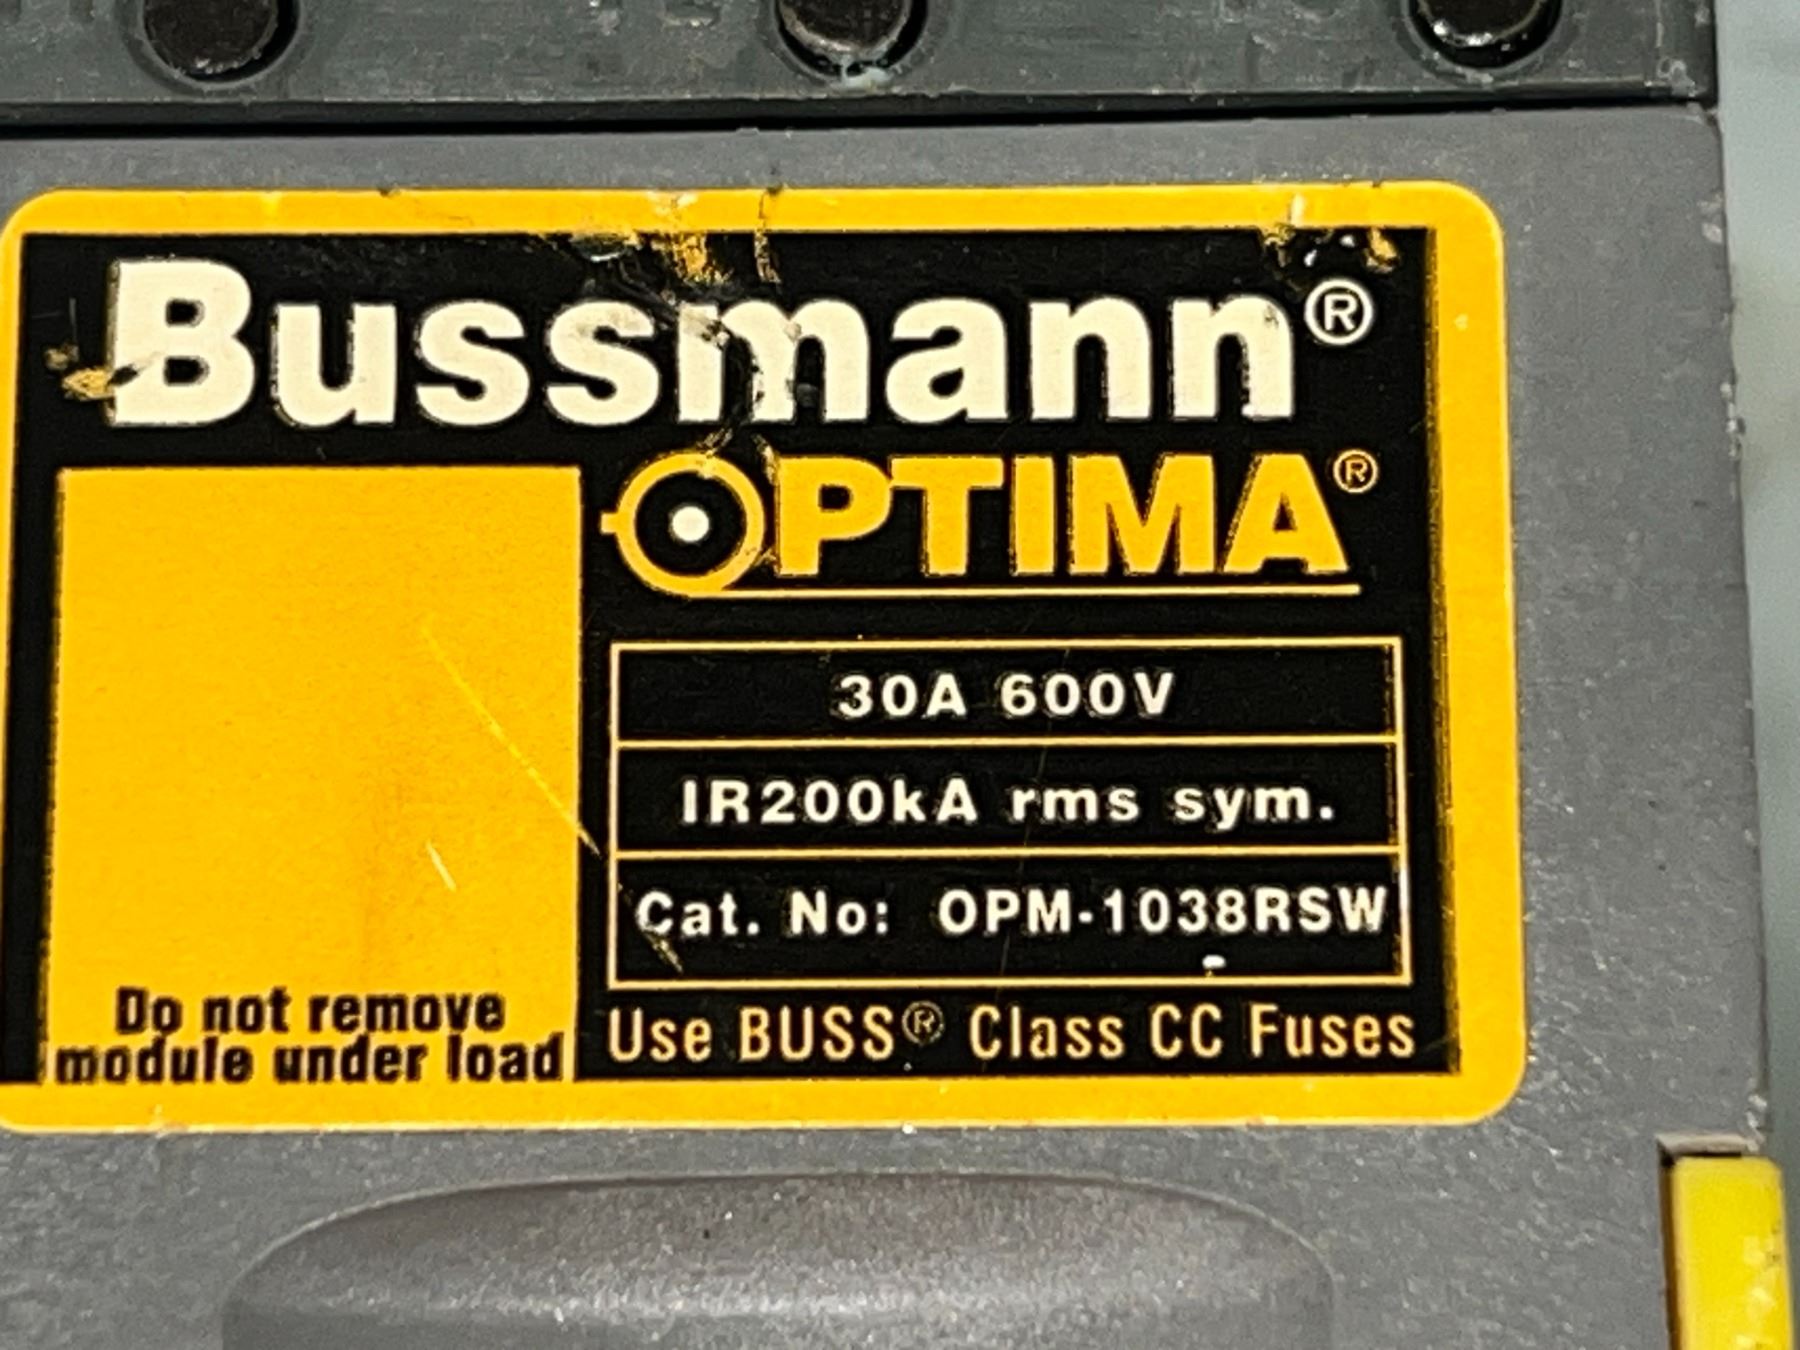 Bussmann®
OPTIMA®
30A 600V
IR200kA rms sym.
Cat. No: OPM-1038RSW
Use BUSS® Class CC Fuses
Do not remove
module under load